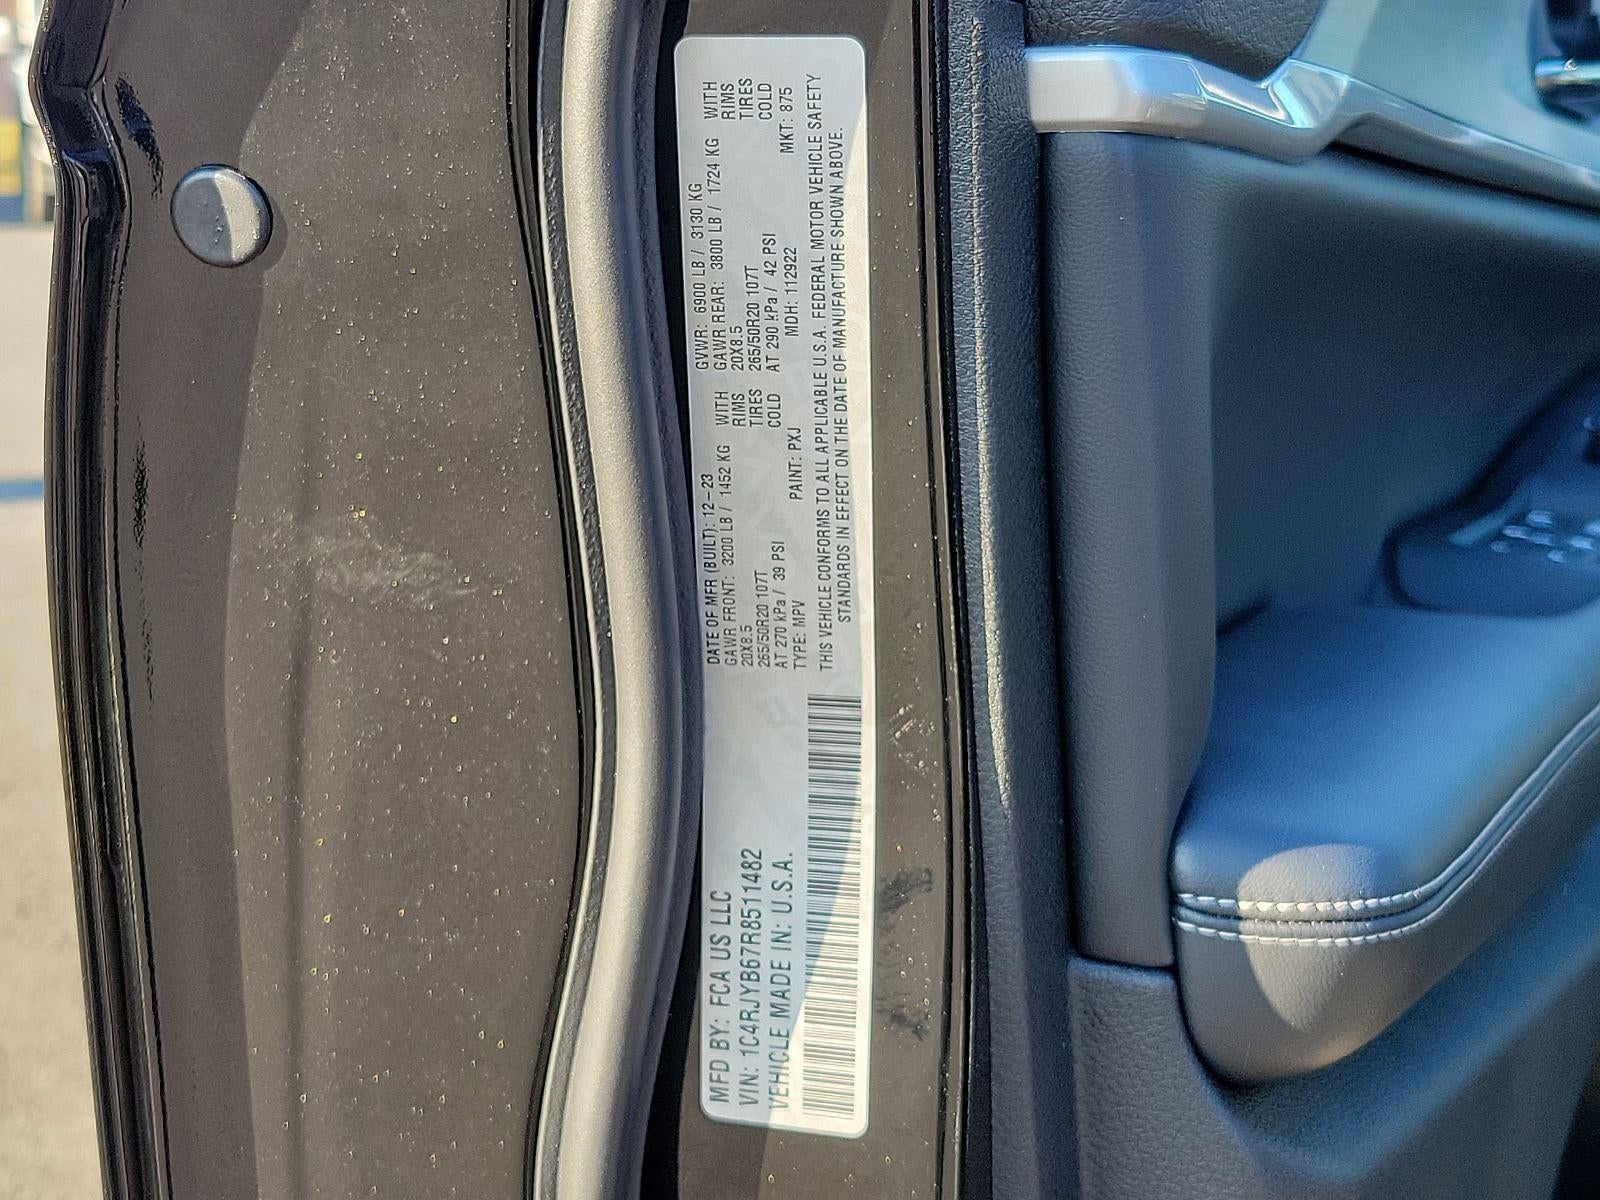 MFD BY: FCA US LLC
VIN: 1C4RJYB67R8511482
VEHICLE MADE IN: U.S.A.
DATE OF MFR (BUILT): 12-23 GVWR: 6900 LB / 3130 KG
GAWR FRONT: 3200 LB / 1452 KG WITH GAWR REAR: 3800 LB / 1724 KG WITH
20X8.5 RIMS 20X8.5 RIMS
265/50R20 107T TIRES 265/50R20 107T TIRES
AT 270 kPa / 39 PSI COLD AT 290 kPa / 42 PSI COLD
TYPE: MPV PAINT: PXJ MDH: 112922 MKT: 875
THIS VEHICLE CONFORMS TO ALL APPLICABLE U.S.A. FEDERAL MOTOR VEHICLE SAFETY
STANDARDS IN EFFECT ON THE DATE OF MANUFACTURE SHOWN ABOVE.